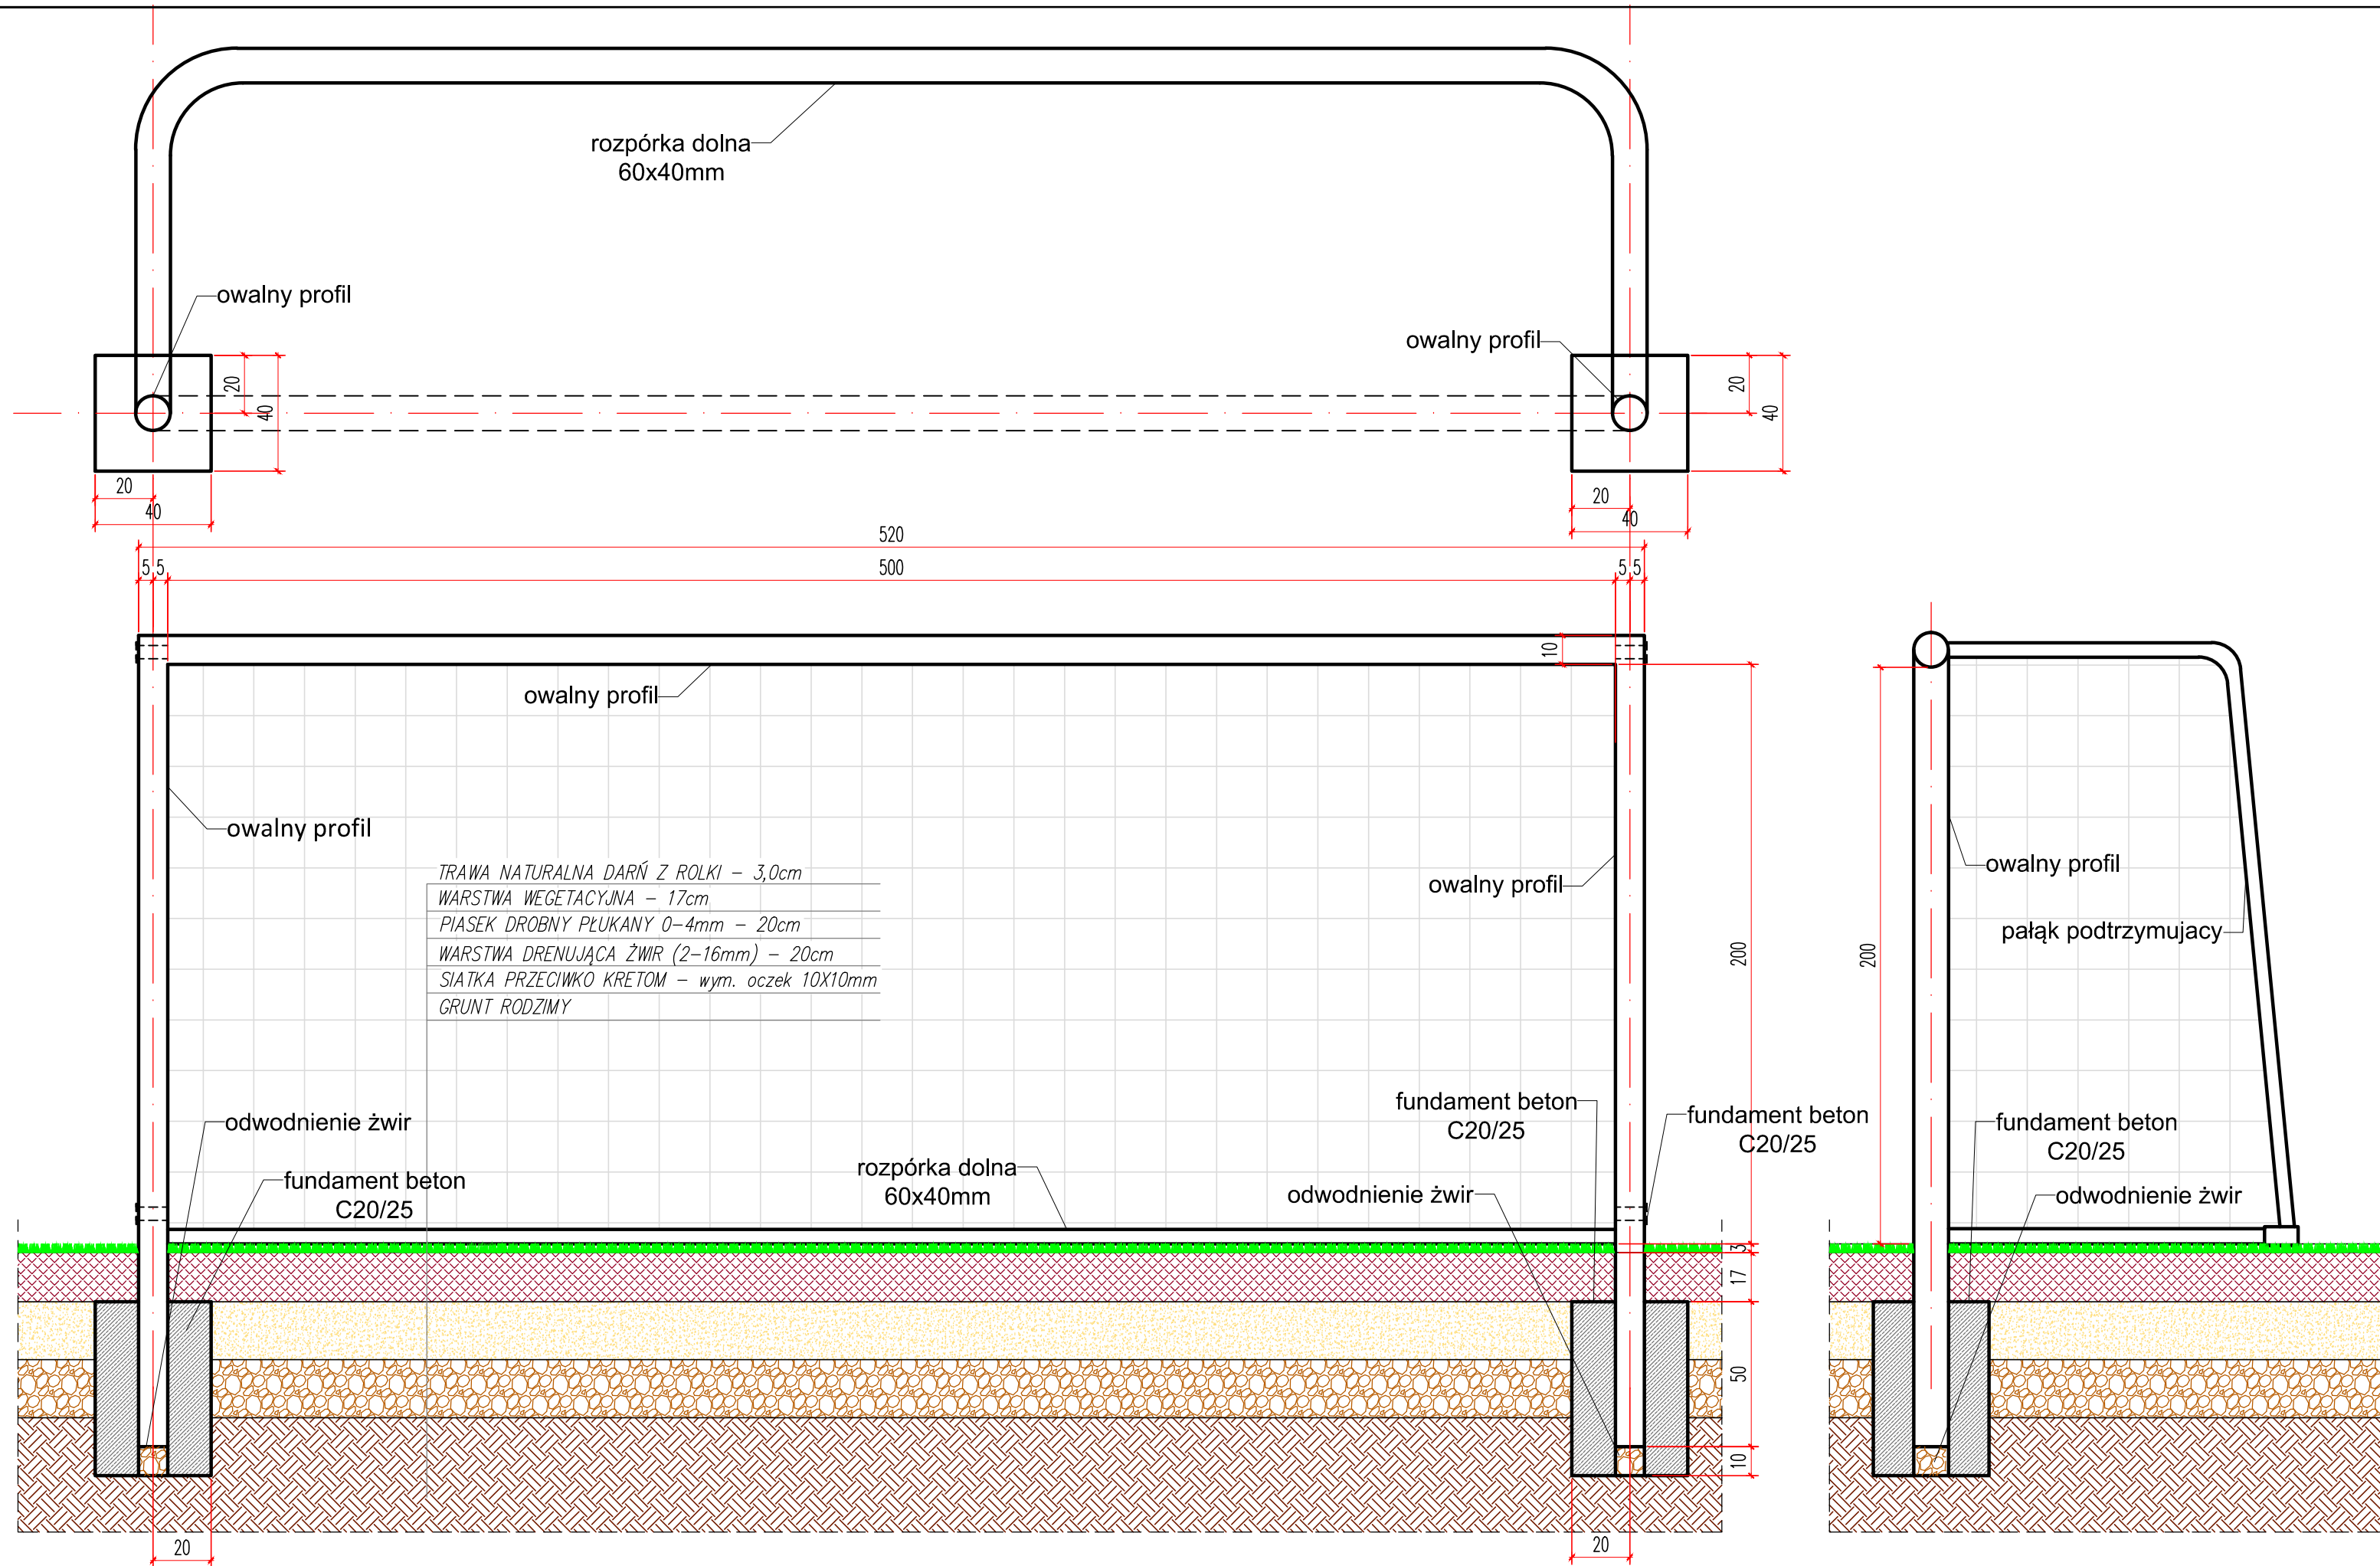 rozpórka dolna
60x40mm
owalny profil
owalny profil
20
40
20
40
20
40
20
40
520
5
5
500
5
5
10
owalny profil
owalny profil
owalny profil
owalny profil
pałąk podtrzymujacy
TRAWA NATURALNA DARŃ Z ROLKI – 3,0cm
WARSTWA WEGETACYJNA – 17cm
PIASEK DROBNY PŁUKANY 0–4mm – 20cm
WARSTWA DRENUJĄCA ŻWIR (2–16mm) – 20cm
SIATKA PRZECIWKO KRETOM – wym. oczek 10X10mm
GRUNT RODZIMY
200
200
odwodnienie żwir
fundament beton
C20/25
rozpórka dolna
60x40mm
fundament beton
C20/25
odwodnienie żwir
fundament beton
C20/25
fundament beton
C20/25
odwodnienie żwir
3
17
50
10
20
20